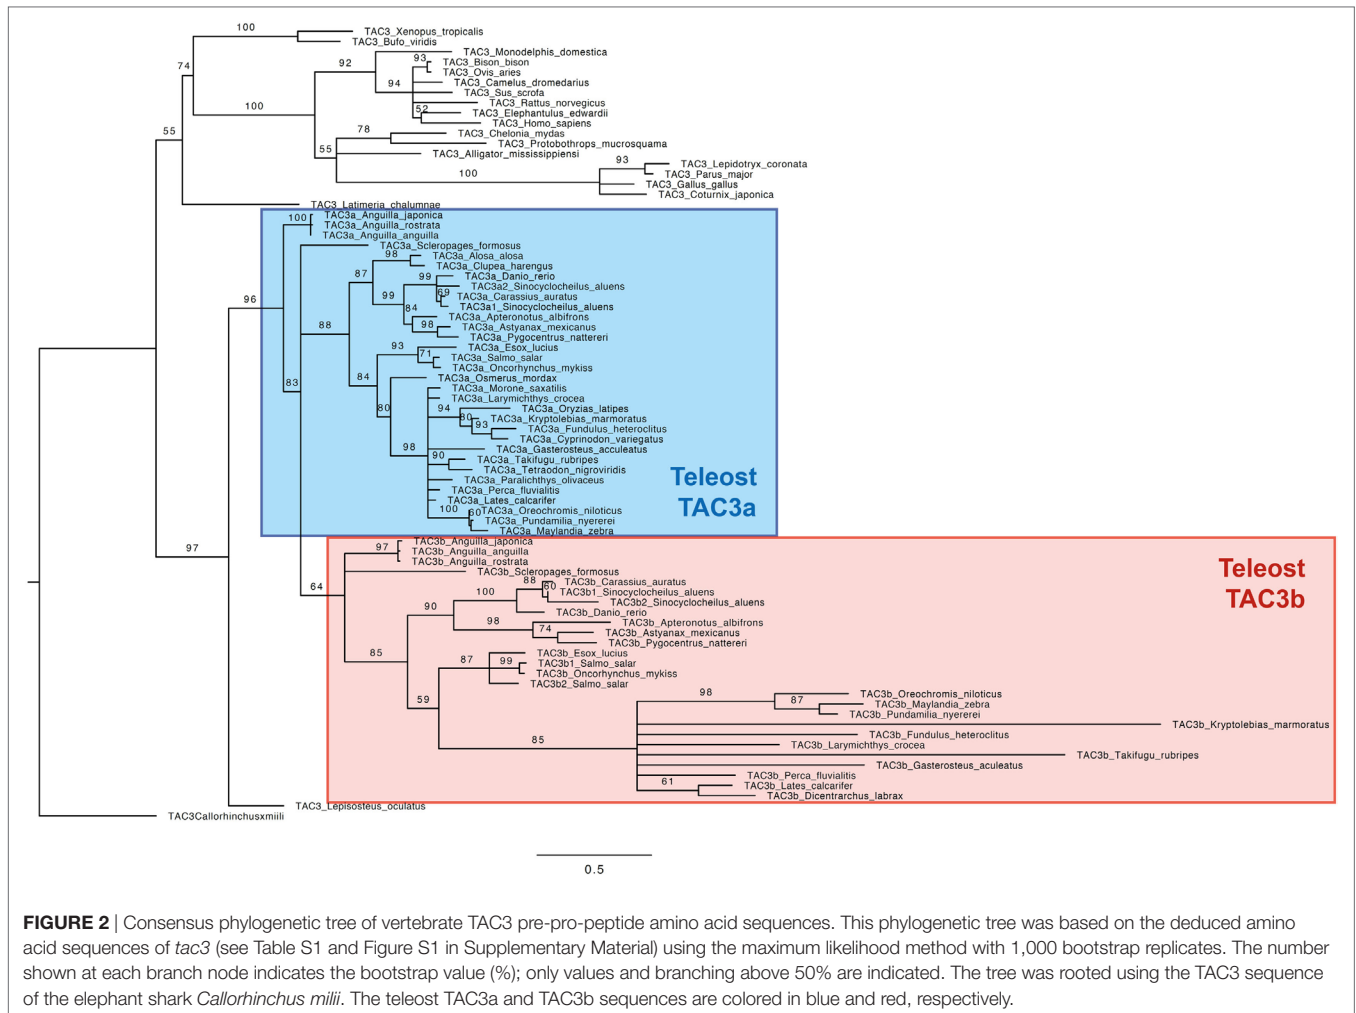 100
TAC3_Xenopus_tropicalis
TAC3_Bufo_viridis
74
TAC3_Monodelphis_domestica
93
TAC3_Bison_bison
92
TAC3_Ovis_aries
94
TAC3_Camelus_dromedarius
TAC3_Sus_scrofa
100
TAC3_Rattus_norvegicus
52
TAC3_Elephantulus_edwardii
TAC3_Homo_sapiens
55
78
TAC3_Chelonia_mydas
TAC3_Protobothrops_mucrosquama
55
TAC3_Alligator_mississippiensi
93
TAC3_Lepidotryx_coronata
100
TAC3_Parus_major
TAC3_Gallus_gallus
TAC3_Coturnix_japonica
TAC3_Latimeria_chalumnae
100
TAC3a_Anguilla_japonica
TAC3a_Anguilla_rostrata
TAC3a_Anguilla_anguilla
TAC3a_Scleropages_formosus
98
TAC3a_Alosa_alosa
TAC3a_Clupea_harengus
87
99
TAC3a_Danio_rerio
TAC3a2_Sinocyclocheilus_aluens
96
99
69
TAC3a_Carassius_auratus
84
TAC3a1_Sinocyclocheilus_aluens
TAC3a_Apteronotus_albifrons
88
98
TAC3a_Astyanax_mexicanus
TAC3a_Pygocentrus_nattereri
93
TAC3a_Esox_lucius
71
TAC3a_Salmo_salar
TAC3a_Oncorhynchus_mykiss
83
84
TAC3a_Osmerus_mordax
TAC3a_Morone_saxatilis
TAC3a_Larymichthys_crocea
80
94
TAC3a_Oryzias_latipes
80
TAC3a_Kryptolebias_marmoratus
93
TAC3a_Fundulus_heteroclitus
TAC3a_Cyprinodon_variegatus
98
TAC3a_Gasterosteus_acculeatus
90
TAC3a_Takifugu_rubripes
TAC3a_Tetraodon_nigroviridis
TAC3a_Paralichthys_olivaceus
TAC3a_Perca_fluvialitis
TAC3a_Lates_calcarifer
100
60
TAC3a_Oreochromis_niloticus
TAC3a_Pundamilia_nyererei
TAC3a_Maylandia_zebra
Teleost
TAC3a
97
TAC3b_Anguilla_japonica
TAC3b_Anguilla_anguilla
97
TAC3b_Anguilla_rostrata
TAC3b_Scleropages_formosus
64
88
TAC3b_Carassius_auratus
100
60
TAC3b1_Sinocyclocheilus_aluens
TAC3b2_Sinocyclocheilus_aluens
90
TAC3b_Danio_rerio
98
TAC3b_Apteronotus_albifrons
74
TAC3b_Astyanax_mexicanus
TAC3b_Pygocentrus_nattereri
85
TAC3b_Esox_lucius
87
99
TAC3b1_Salmo_salar
TAC3b_Oncorhynchus_mykiss
TAC3b2_Salmo_salar
59
98
TAC3b_Oreochromis_niloticus
87
TAC3b_Maylandia_zebra
TAC3b_Pundamilia_nyererei
TAC3b_Kryptolebias_marmoratus
85
TAC3b_Fundulus_heteroclitus
TAC3b_Larymichthys_crocea
TAC3b_Takifugu_rubripes
TAC3b_Gasterosteus_aculeatus
TAC3b_Perca_fluvialitis
61
TAC3b_Lates_calcarifer
TAC3b_Dicentrarchus_labrax
Teleost
TAC3b
TAC3_Lepisosteus_oculatus
TAC3Callorhinchusxmiili
0.5
FIGURE 2 | Consensus phylogenetic tree of vertebrate TAC3 pre-pro-peptide amino acid sequences. This phylogenetic tree was based on the deduced amino
acid sequences of tac3 (see Table S1 and Figure S1 in Supplementary Material) using the maximum likelihood method with 1,000 bootstrap replicates. The number
shown at each branch node indicates the bootstrap value (%); only values and branching above 50% are indicated. The tree was rooted using the TAC3 sequence
of the elephant shark Callorhinchus milii. The teleost TAC3a and TAC3b sequences are colored in blue and red, respectively.